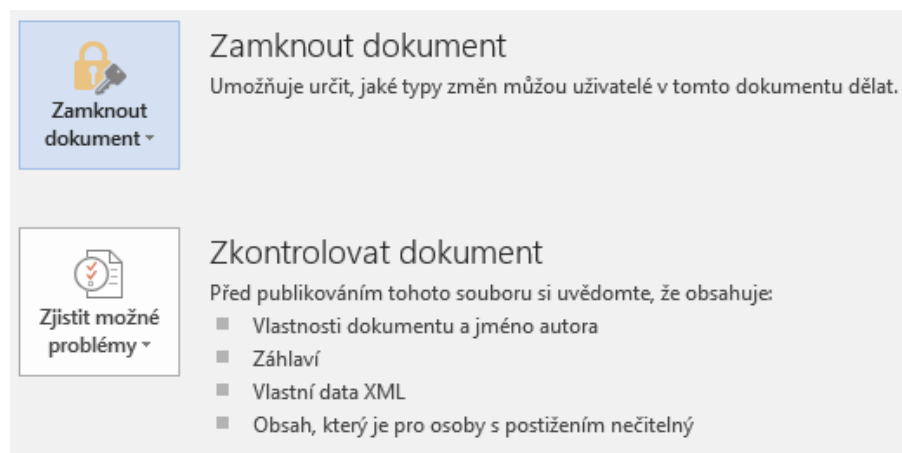 Zamknout dokument
Zamknout dokument
Umožňuje určit, jaké typy změn můžou uživatelé v tomto dokumentu dělat.
Zjistit možné problémy
Zkontrolovat dokument
Před publikováním tohoto souboru si uvědomte, že obsahuje:
Vlastnosti dokumentu a jméno autora
Záhlaví
Vlastní data XML
Obsah, který je pro osoby s postižením nečitelný